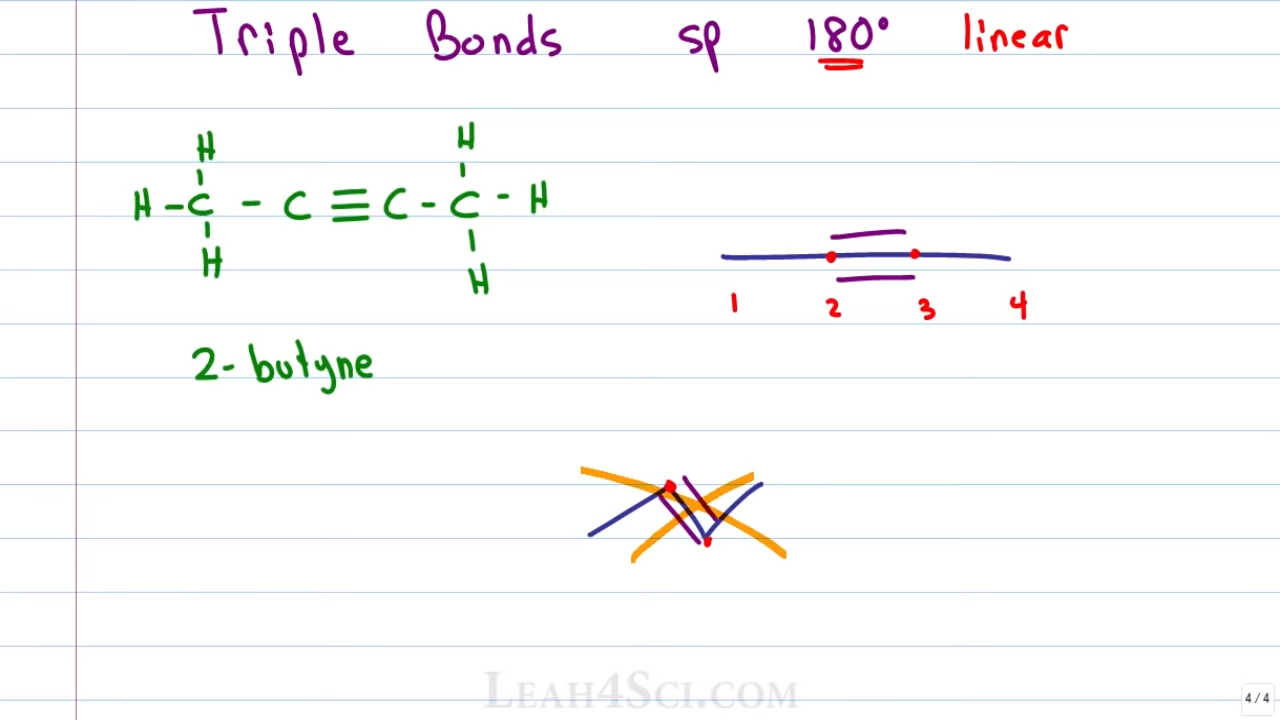 Triple Bonds sp 180° linear
H H
H - C - C ≡ C - C - H
H H
1 2 3 4
2- butyne
LEAH4SCI.COM
4 / 4